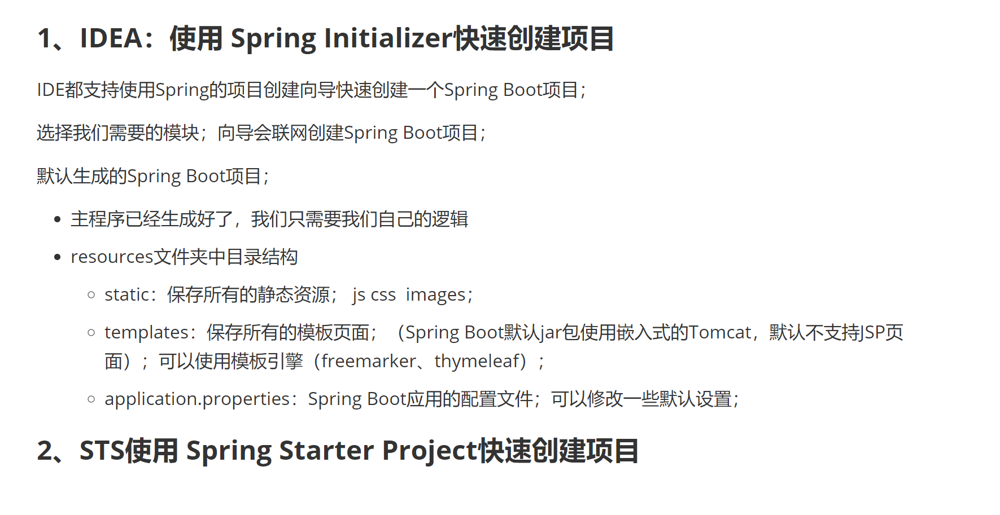 1、IDEA：使用 Spring Initializer快速创建项目
IDE都支持使用Spring的项目创建向导快速创建一个Spring Boot项目；
选择我们需要的模块；向导会联网创建Spring Boot项目；
默认生成的Spring Boot项目；
主程序已经生成好了，我们只需要我们自己的逻辑
resources文件夹中目录结构
static：保存所有的静态资源； js css  images；
templates：保存所有的模板页面；（Spring Boot默认jar包使用嵌入式的Tomcat，默认不支持JSP页
面）；可以使用模板引擎（freemarker、thymeleaf）；
application.properties：Spring Boot应用的配置文件；可以修改一些默认设置；
2、STS使用 Spring Starter Project快速创建项目